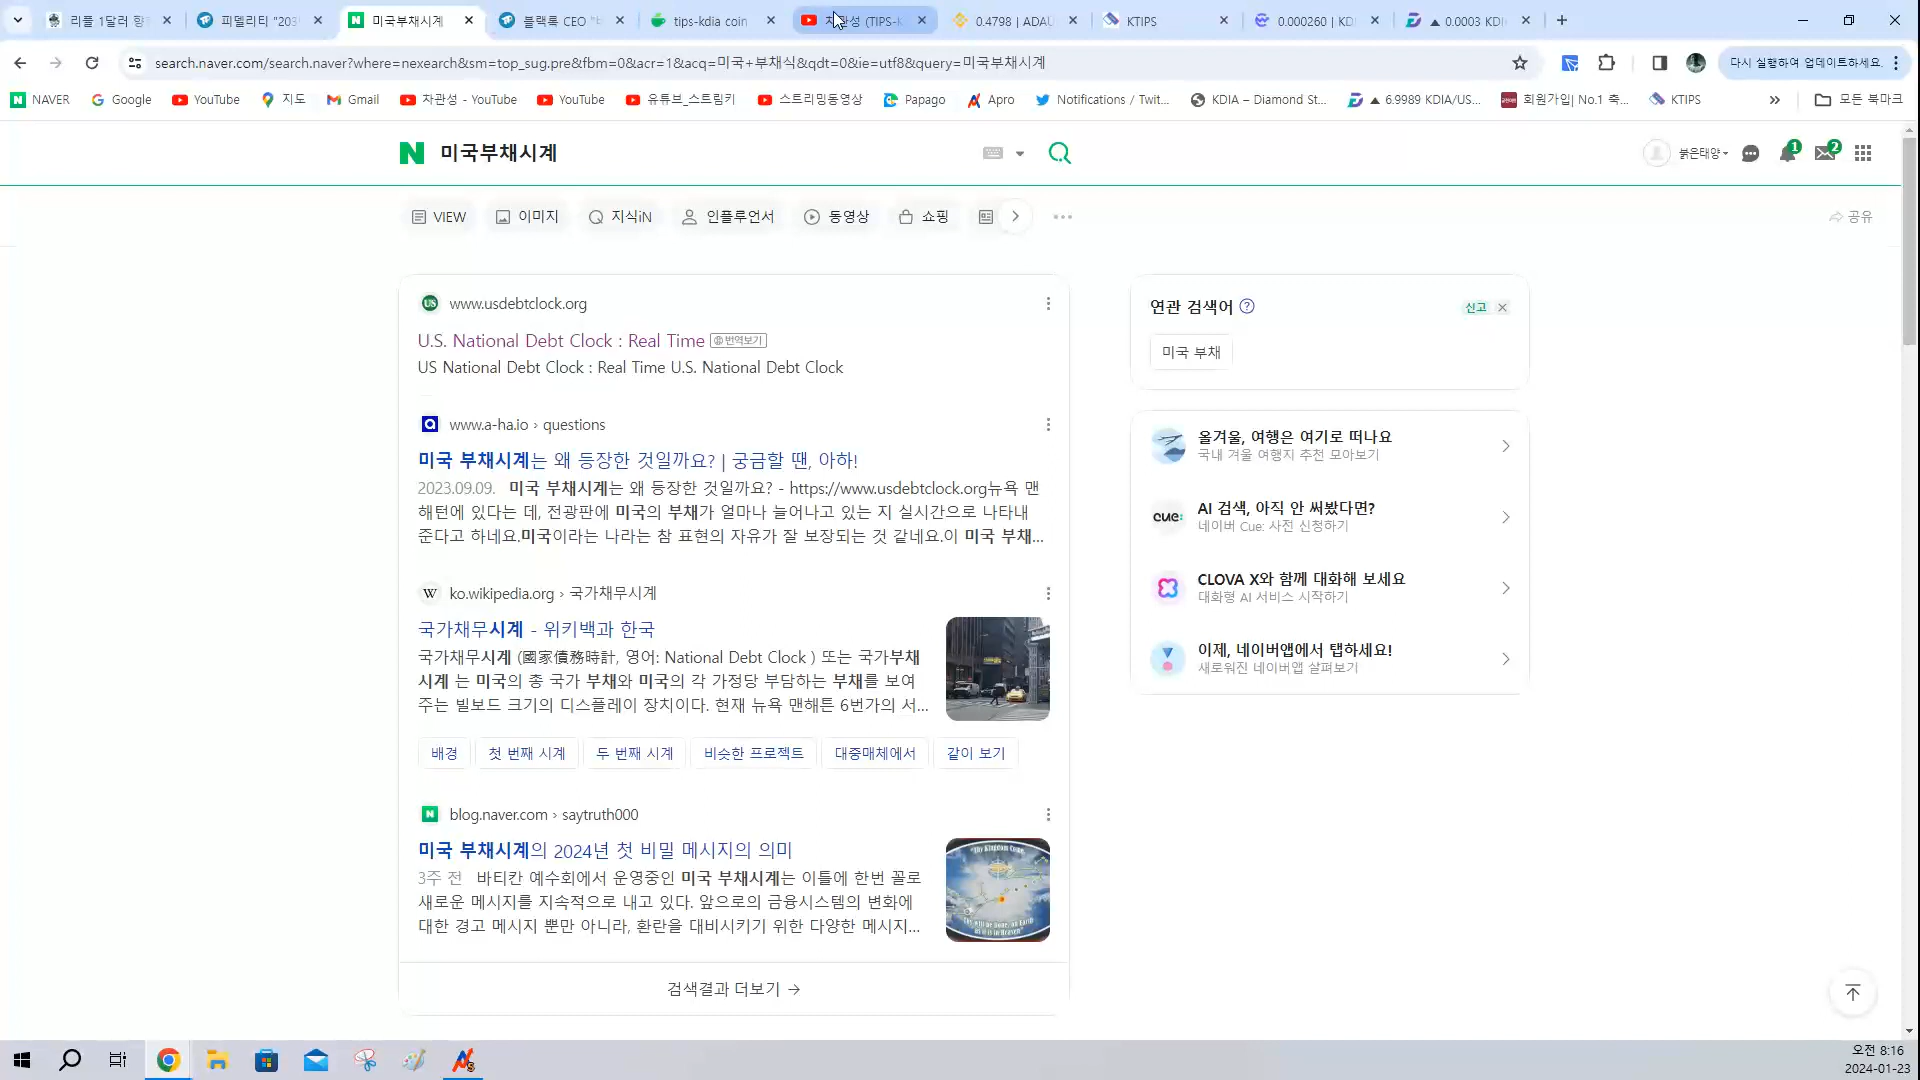 리플 1달러 향
피델리티 "203
미국부채시계
블랙록 CEO "비
tips-kdia coin
차관성 (TIPS-K
0.4798 | ADAU
KTIPS
0.000260 | KDI
▲ 0.0003 KDI
search.naver.com/search.naver?where=nexearch&sm=top_sug.pre&fbm=0&acr=1&acq=미국+부채식&qdt=0&ie=utf8&query=미국부채시계
다시 실행하여 업데이트하세요.
NAVER
Google
YouTube
지도
Gmail
차관성 - YouTube
YouTube
유튜브_스트림키
스트리밍동영상
Papago
Apro
Notifications / Twit...
KDIA – Diamond St...
▲ 6.9989 KDIA/US...
회원가입| No.1 축...
KTIPS
모든 북마크
N 미국부채시계
붉은태양
1
2
VIEW
이미지
지식iN
인플루언서
동영상
쇼핑
공유
www.usdebtclock.org
U.S. National Debt Clock : Real Time 번역보기
US National Debt Clock : Real Time U.S. National Debt Clock
www.a-ha.io › questions
미국 부채시계는 왜 등장한 것일까요? | 궁금할 땐, 아하!
2023.09.09. 미국 부채시계는 왜 등장한 것일까요? - https://www.usdebtclock.org뉴욕 맨
해턴에 있다는 데, 전광판에 미국의 부채가 얼마나 늘어나고 있는 지 실시간으로 나타내
준다고 하네요.미국이라는 나라는 참 표현의 자유가 잘 보장되는 것 같네요.이 미국 부채...
ko.wikipedia.org › 국가채무시계
국가채무시계 - 위키백과 한국
국가채무시계 (國家債務時計, 영어: National Debt Clock ) 또는 국가부채
시계 는 미국의 총 국가 부채와 미국의 각 가정당 부담하는 부채를 보여
주는 빌보드 크기의 디스플레이 장치이다. 현재 뉴욕 맨해튼 6번가의 서...
배경
첫 번째 시계
두 번째 시계
비슷한 프로젝트
대중매체에서
같이 보기
blog.naver.com › saytruth000
미국 부채시계의 2024년 첫 비밀 메시지의 의미
3주 전 바티칸 예수회에서 운영중인 미국 부채시계는 이틀에 한번 꼴로
새로운 메시지를 지속적으로 내고 있다. 앞으로의 금융시스템의 변화에
대한 경고 메시지 뿐만 아니라, 환란을 대비시키기 위한 다양한 메시지...
검색결과 더보기 →
연관 검색어
신고
미국 부채
올겨울, 여행은 여기로 떠나요
국내 겨울 여행지 추천 모아보기
cue:
AI 검색, 아직 안 써봤다면?
네이버 Cue: 사전 신청하기
CLOVA X와 함께 대화해 보세요
대화형 AI 서비스 시작하기
이제, 네이버앱에서 탭하세요!
새로워진 네이버앱 살펴보기
오전 8:16
2024-01-23